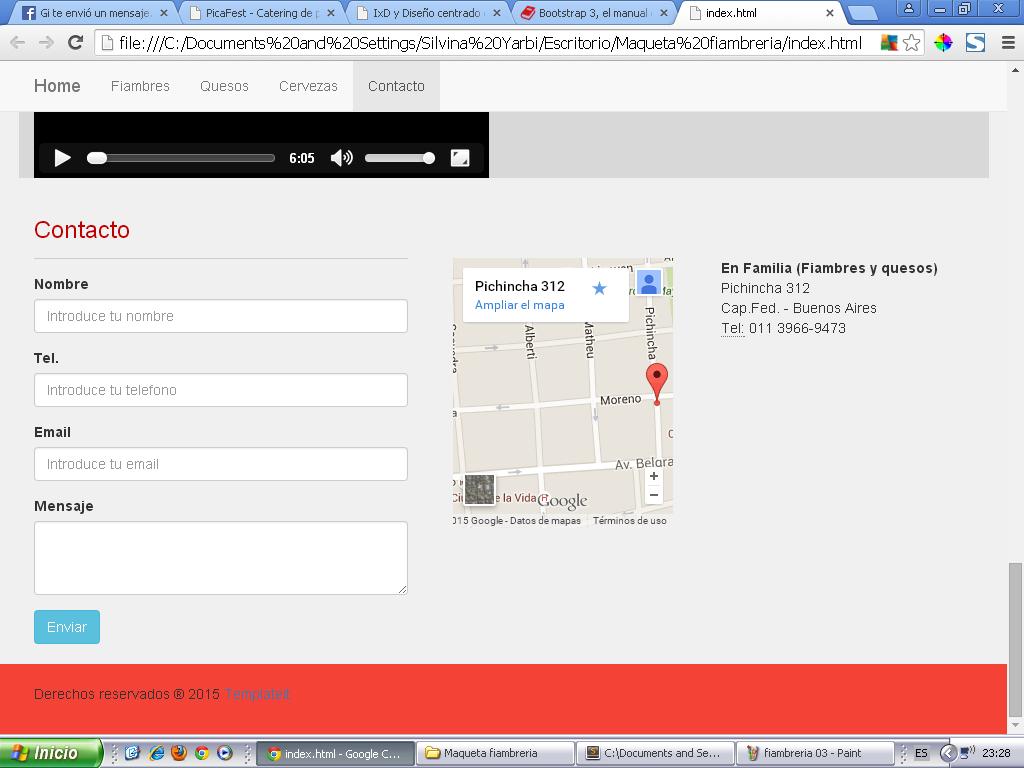 Gi te envió un mensaje.
PicaFest - Catering de p
IxD y Diseño centrado
Bootstrap 3, el manual
index.html
file:///C:/Documents%20and%20Settings/Silvina%20Yarbi/Escritorio/Maqueta%20fiambreria/index.html
Home Fiambres Quesos Cervezas Contacto
6:05
Contacto
Nombre
Introduce tu nombre
Tel.
Introduce tu telefono
Email
Introduce tu email
Mensaje
Enviar
Pichincha 312
Ampliar el mapa
Alberti
Matheu
Pichincha
Moreno
Av. Belgra
de la Vida R
Google
015 Google - Datos de mapas Términos de uso
En Familia (Fiambres y quesos)
Pichincha 312
Cap.Fed. - Buenos Aires
Tel: 011 3966-9473
Derechos reservados ® 2015 Templateit
Inicio
index.html - Google C...
Maqueta fiambreria
C:\Documents and Se...
fiambreria 03 - Paint
ES
23:28